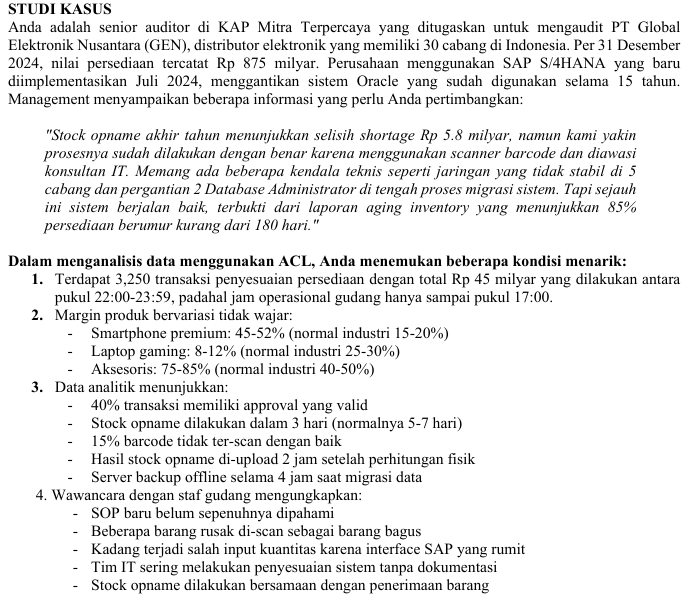 STUDI KASUS
Anda adalah senior auditor di KAP Mitra Terpercaya yang ditugaskan untuk mengaudit PT Global
Elektronik Nusantara (GEN), distributor elektronik yang memiliki 30 cabang di Indonesia. Per 31 Desember
2024, nilai persediaan tercatat Rp 875 milyar. Perusahaan menggunakan SAP S/4HANA yang baru
diimplementasikan Juli 2024, menggantikan sistem Oracle yang sudah digunakan selama 15 tahun.
Management menyampaikan beberapa informasi yang perlu Anda pertimbangkan:
"Stock opname akhir tahun menunjukkan selisih shortage Rp 5.8 milyar, namun kami yakin
prosesnya sudah dilakukan dengan benar karena menggunakan scanner barcode dan diawasi
konsultan IT. Memang ada beberapa kendala teknis seperti jaringan yang tidak stabil di 5
cabang dan pergantian 2 Database Administrator di tengah proses migrasi sistem. Tapi sejauh
ini sistem berjalan baik, terbukti dari laporan aging inventory yang menunjukkan 85%
persediaan berumur kurang dari 180 hari."
Dalam menganalisis data menggunakan ACL, Anda menemukan beberapa kondisi menarik:
1. Terdapat 3,250 transaksi penyesuaian persediaan dengan total Rp 45 milyar yang dilakukan antara
pukul 22:00-23:59, padahal jam operasional gudang hanya sampai pukul 17:00.
2. Margin produk bervariasi tidak wajar:
- Smartphone premium: 45-52% (normal industri 15-20%)
- Laptop gaming: 8-12% (normal industri 25-30%)
- Aksesoris: 75-85% (normal industri 40-50%)
3. Data analitik menunjukkan:
- 40% transaksi memiliki approval yang valid
- Stock opname dilakukan dalam 3 hari (normalnya 5-7 hari)
- 15% barcode tidak ter-scan dengan baik
- Hasil stock opname di-upload 2 jam setelah perhitungan fisik
- Server backup offline selama 4 jam saat migrasi data
4. Wawancara dengan staf gudang mengungkapkan:
- SOP baru belum sepenuhnya dipahami
- Beberapa barang rusak di-scan sebagai barang bagus
- Kadang terjadi salah input kuantitas karena interface SAP yang rumit
- Tim IT sering melakukan penyesuaian sistem tanpa dokumentasi
- Stock opname dilakukan bersamaan dengan penerimaan barang